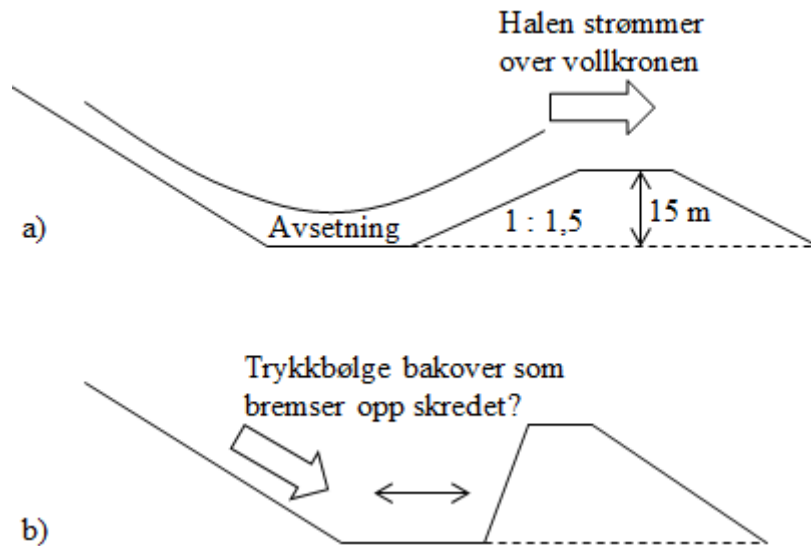 Halen strømmer
over vollkronen
Avsetning
1 : 1,5
15 m
a)
Trykkbølge bakover som
bremser opp skredet?
b)